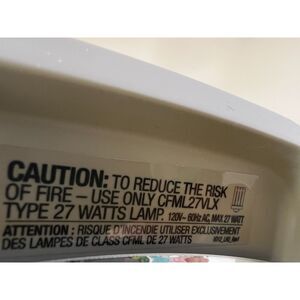 CAUTION: TO REDUCE THE RISK
OF FIRE – USE ONLY CFML27VLX
TYPE 27 WATTS LAMP. 120V~ 60Hz AC, MAX 27 WATT
ATTENTION : RISQUE D'INCENDIE UTILISER EXCLUSIVEMENT
DES LAMPES DE CLASS CFML DE 27 WATTS